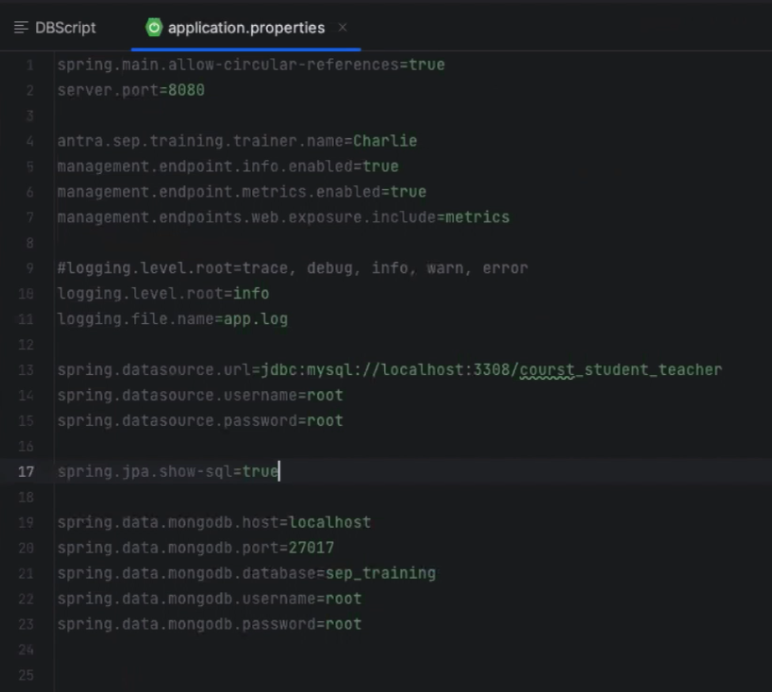 DBScript
application.properties
1 spring.main.allow-circular-references=true
2 server.port=8080
3
4 antra.sep.training.trainer.name=Charlie
5 management.endpoint.info.enabled=true
6 management.endpoint.metrics.enabled=true
7 management.endpoints.web.exposure.include=metrics
8
9 #logging.level.root=trace, debug, info, warn, error
10 logging.level.root=info
11 logging.file.name=app.log
12
13 spring.datasource.url=jdbc:mysql://localhost:3308/courst_student_teacher
14 spring.datasource.username=root
15 spring.datasource.password=root
16
17 spring.jpa.show-sql=true
18
19 spring.data.mongodb.host=localhost
20 spring.data.mongodb.port=27017
21 spring.data.mongodb.database=sep_training
22 spring.data.mongodb.username=root
23 spring.data.mongodb.password=root
24
25